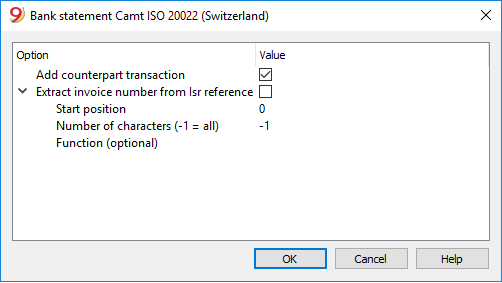 Bank statement Camt ISO 20022 (Switzerland)
Option Value
Add counterpart transaction
Extract invoice number from Isr reference
Start position 0
Number of characters (-1 = all) -1
Function (optional)
OK Cancel Help